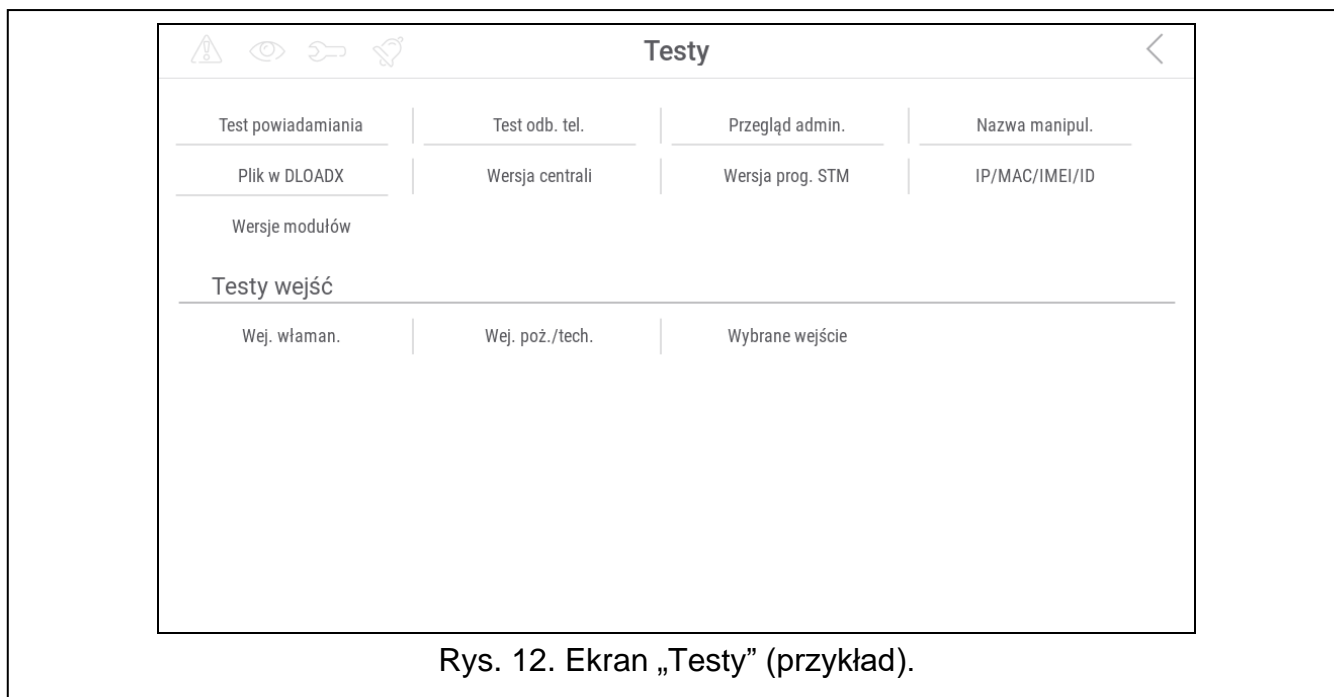 Testy
Test powiadamiania Test odb. tel. Przegląd admin. Nazwa manipul.
Plik w DLOADX Wersja centrali Wersja prog. STM IP/MAC/IMEI/ID
Wersje modułów
Testy wejść
Wej. właman. Wej. poż./tech. Wybrane wejście
Rys. 12. Ekran „Testy” (przykład).